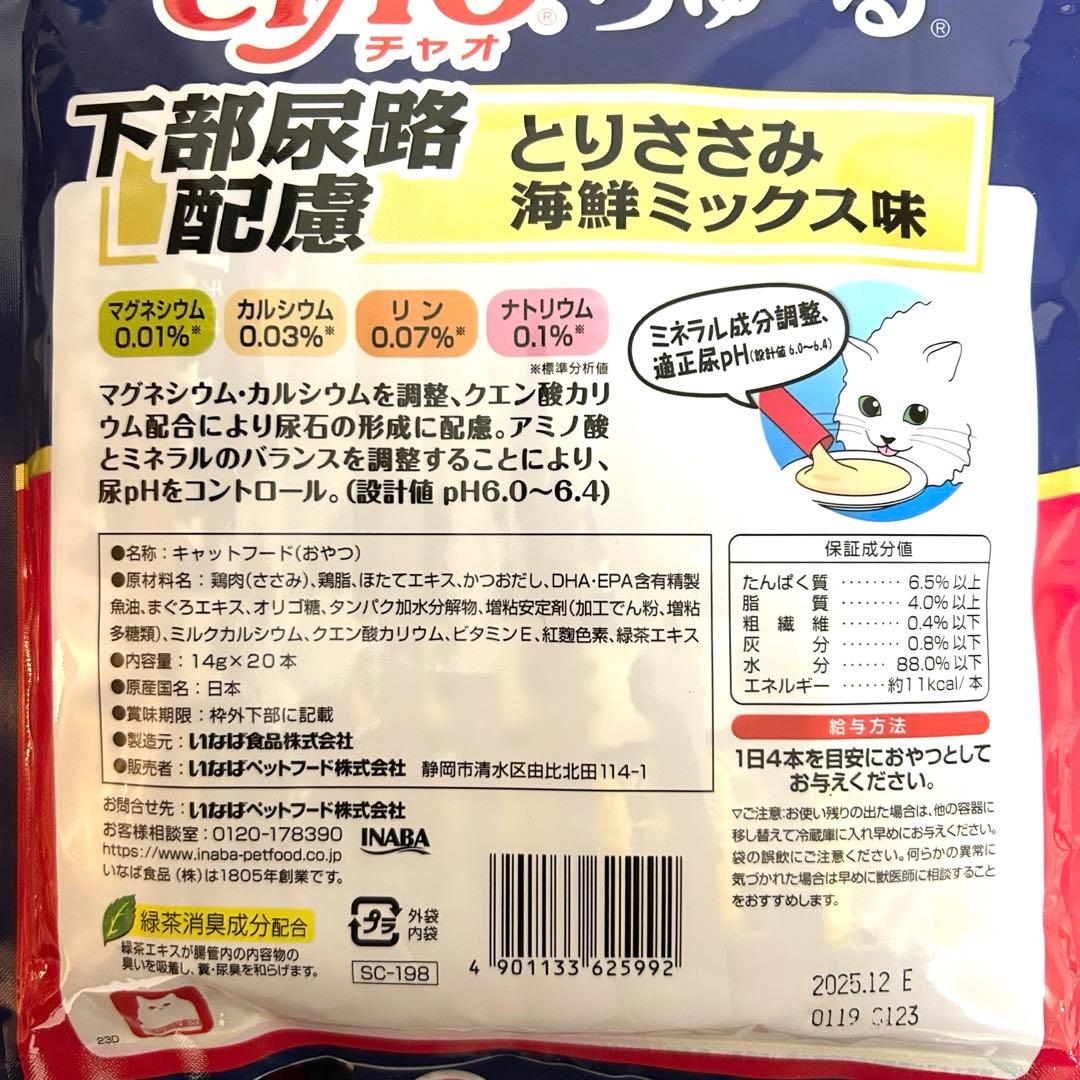 CIAO® ちゅ〜る®
チャオ
下部尿路
配慮
とりささみ
海鮮ミックス味
マグネシウム
0.01%※
カルシウム
0.03%※
リン
0.07%※
ナトリウム
0.1%※
※標準分析値
ミネラル成分調整、
適正尿pH(設計値 6.0〜6.4)
マグネシウム・カルシウムを調整、クエン酸カリ
ウム配合により尿石の形成に配慮。アミノ酸
とミネラルのバランスを調整することにより、
尿pHをコントロール。(設計値 pH6.0〜6.4)
●名称：キャットフード(おやつ)
●原材料名：鶏肉(ささみ)、鶏脂、ほたてエキス、かつおだし、DHA・EPA含有精製
魚油、まぐろエキス、オリゴ糖、タンパク加水分解物、増粘安定剤(加工でん粉、増粘
多糖類)、ミルクカルシウム、クエン酸カリウム、ビタミンE、紅麴色素、緑茶エキス
●内容量：14g×20本
●原産国名：日本
●賞味期限：枠外下部に記載
●製造元：いなば食品株式会社
●販売者：いなばペットフード株式会社 静岡市清水区由比北田114-1
保証成分値
たんぱく質 ········ 6.5%以上
脂質 ········ 4.0%以上
粗繊維 ········ 0.4%以下
灰分 ········ 0.8%以下
水分 ······ 88.0%以下
エネルギー ······約11kcal/本
給与方法
1日4本を目安におやつとして
お与えください。
▽ご注意:お使い残りの出た場合は、他の容器に
移し替えて冷蔵庫に入れ早めにお与えください。
袋の誤飲にご注意ください。何らかの異常に
気づかれた場合は早めに獣医師に相談すること
をおすすめします。
お問合せ先：いなばペットフード株式会社
お客様相談室：0120-178390
INABA
https://www.inaba-petfood.co.jp
いなば食品(株)は1805年創業です。
緑茶消臭成分配合
緑茶エキスが腸管内の内容物の
臭いを吸着し、糞・尿臭を和らげます。
プラ
外袋
内袋
SC-198
4 901133 625992
2025.12 E
0119 0123
23D